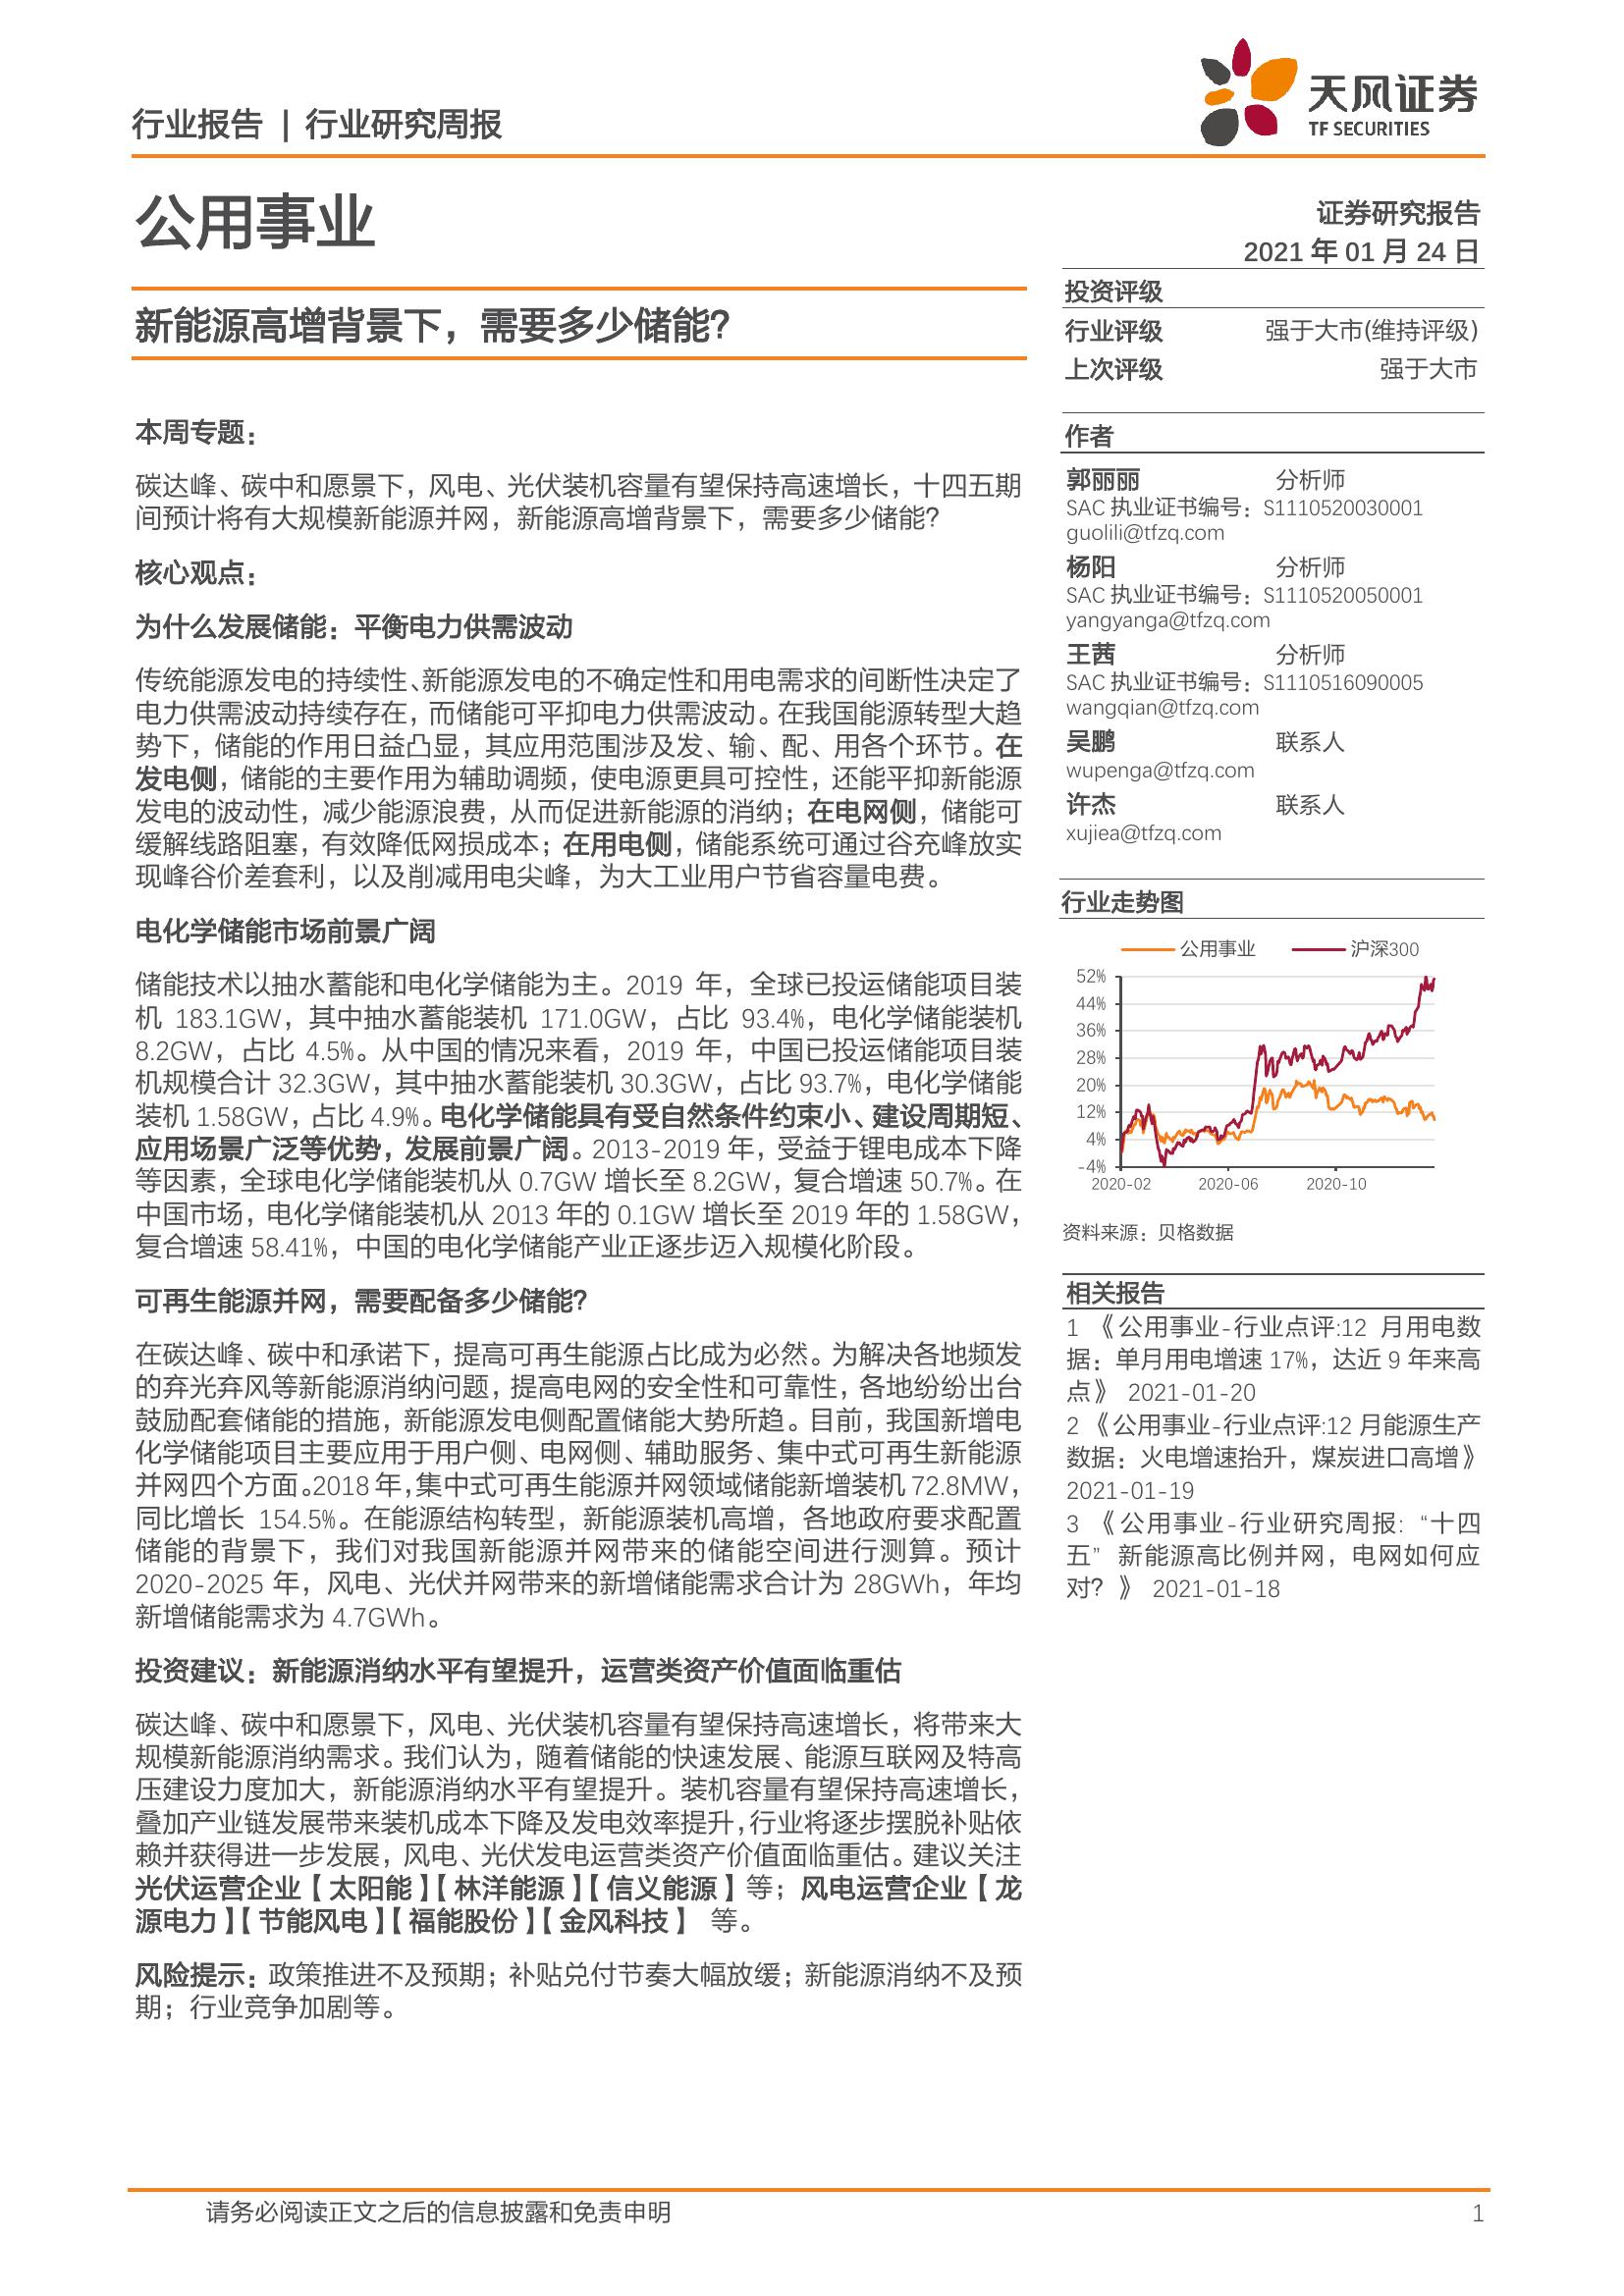 行业报告 | 行业研究周报
天风证券
TF SECURITIES
公用事业
证券研究报告
2021 年 01 月 24 日
新能源高增背景下，需要多少储能？
本周专题：
碳达峰、碳中和愿景下，风电、光伏装机容量有望保持高速增长，十四五期
间预计将有大规模新能源并网，新能源高增背景下，需要多少储能？
核心观点：
为什么发展储能：平衡电力供需波动
传统能源发电的持续性、新能源发电的不确定性和用电需求的间断性决定了
电力供需波动持续存在，而储能可平抑电力供需波动。在我国能源转型大趋
势下，储能的作用日益凸显，其应用范围涉及发、输、配、用各个环节。在
发电侧，储能的主要作用为辅助调频，使电源更具可控性，还能平抑新能源
发电的波动性，减少能源浪费，从而促进新能源的消纳；在电网侧，储能可
缓解线路阻塞，有效降低网损成本；在用电侧，储能系统可通过谷充峰放实
现峰谷价差套利，以及削减用电尖峰，为大工业用户节省容量电费。
电化学储能市场前景广阔
储能技术以抽水蓄能和电化学储能为主。2019 年，全球已投运储能项目装
机 183.1GW，其中抽水蓄能装机 171.0GW，占比 93.4%，电化学储能装机
8.2GW，占比 4.5%。从中国的情况来看，2019 年，中国已投运储能项目装
机规模合计 32.3GW，其中抽水蓄能装机 30.3GW，占比 93.7%，电化学储能
装机 1.58GW，占比 4.9%。电化学储能具有受自然条件约束小、建设周期短、
应用场景广泛等优势，发展前景广阔。2013-2019 年，受益于锂电成本下降
等因素，全球电化学储能装机从 0.7GW 增长至 8.2GW，复合增速 50.7%。在
中国市场，电化学储能装机从 2013 年的 0.1GW 增长至 2019 年的 1.58GW，
复合增速 58.41%，中国的电化学储能产业正逐步迈入规模化阶段。
可再生能源并网，需要配备多少储能？
在碳达峰、碳中和承诺下，提高可再生能源占比成为必然。为解决各地频发
的弃光弃风等新能源消纳问题，提高电网的安全性和可靠性，各地纷纷出台
鼓励配套储能的措施，新能源发电侧配置储能大势所趋。目前，我国新增电
化学储能项目主要应用于用户侧、电网侧、辅助服务、集中式可再生新能源
并网四个方面。2018 年，集中式可再生能源并网领域储能新增装机 72.8MW，
同比增长 154.5%。在能源结构转型，新能源装机高增，各地政府要求配置
储能的背景下，我们对我国新能源并网带来的储能空间进行测算。预计
2020-2025 年，风电、光伏并网带来的新增储能需求合计为 28GWh，年均
新增储能需求为 4.7GWh。
投资建议：新能源消纳水平有望提升，运营类资产价值面临重估
碳达峰、碳中和愿景下，风电、光伏装机容量有望保持高速增长，将带来大
规模新能源消纳需求。我们认为，随着储能的快速发展、能源互联网及特高
压建设力度加大，新能源消纳水平有望提升。装机容量有望保持高速增长，
叠加产业链发展带来装机成本下降及发电效率提升，行业将逐步摆脱补贴依
赖并获得进一步发展，风电、光伏发电运营类资产价值面临重估。建议关注
光伏运营企业【太阳能】【林洋能源】【信义能源】等；风电运营企业【龙
源电力】【节能风电】【福能股份】【金风科技】 等。
风险提示：政策推进不及预期；补贴兑付节奏大幅放缓；新能源消纳不及预
期；行业竞争加剧等。
投资评级
行业评级 强于大市(维持评级)
上次评级 强于大市
作者
郭丽丽 分析师
SAC 执业证书编号：S1110520030001
guolili@tfzq.com
杨阳 分析师
SAC 执业证书编号：S1110520050001
yangyanga@tfzq.com
王茜 分析师
SAC 执业证书编号：S1110516090005
wangqian@tfzq.com
吴鹏 联系人
wupenga@tfzq.com
许杰 联系人
xujiea@tfzq.com
行业走势图
公用事业 沪深300
52%
44%
36%
28%
20%
12%
4%
-4%
2020-02 2020-06 2020-10
资料来源：贝格数据
相关报告
1 《公用事业-行业点评:12 月用电数
据：单月用电增速 17%，达近 9 年来高
点》 2021-01-20
2 《公用事业-行业点评:12 月能源生产
数据：火电增速抬升，煤炭进口高增》
2021-01-19
3 《公用事业-行业研究周报: “十四
五” 新能源高比例并网，电网如何应
对？》 2021-01-18
请务必阅读正文之后的信息披露和免责申明 1